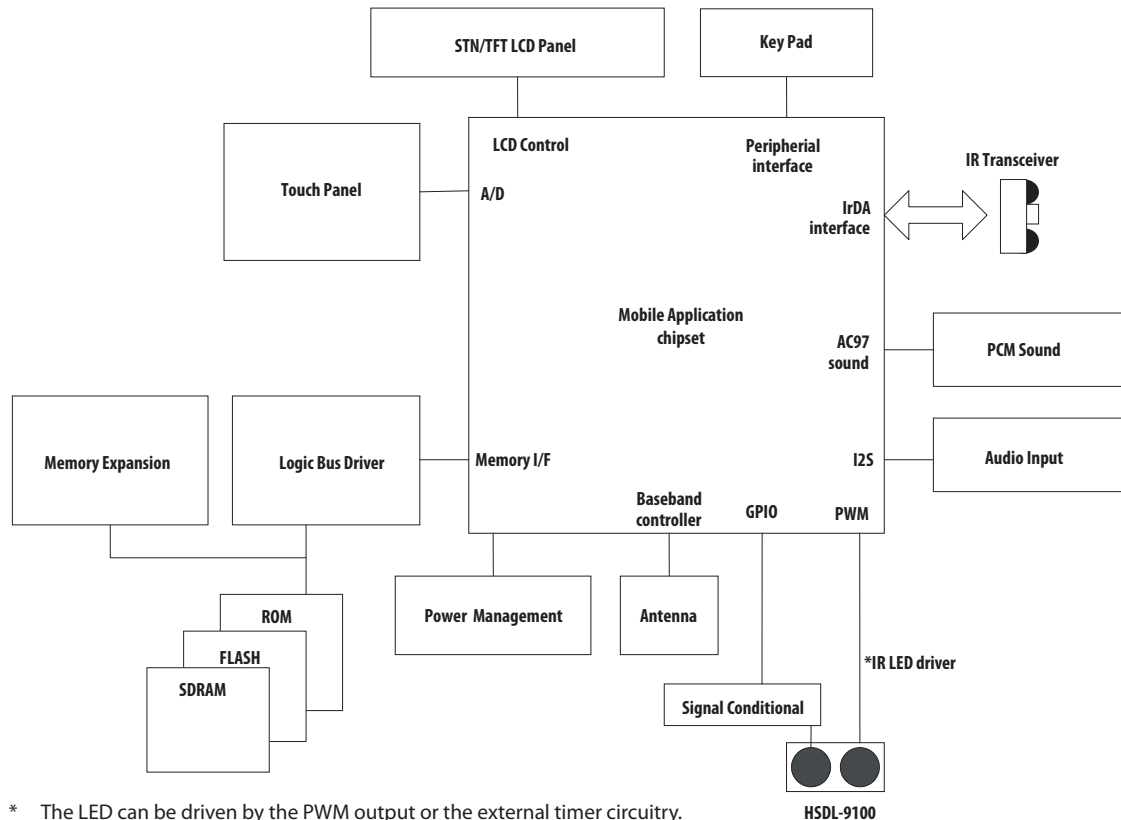 STN/TFT LCD Panel
Key Pad
LCD Control
Peripherial
interface
IR Transceiver
Touch Panel
A/D
IrDA
interface
Mobile Application
chipset
AC97
sound
PCM Sound
Memory Expansion
Logic Bus Driver
Memory I/F
I2S
Audio Input
Baseband
controller
GPIO
PWM
Power Management
Antenna
ROM
FLASH
SDRAM
*IR LED driver
Signal Conditional
* The LED can be driven by the PWM output or the external timer circuitry.
HSDL-9100